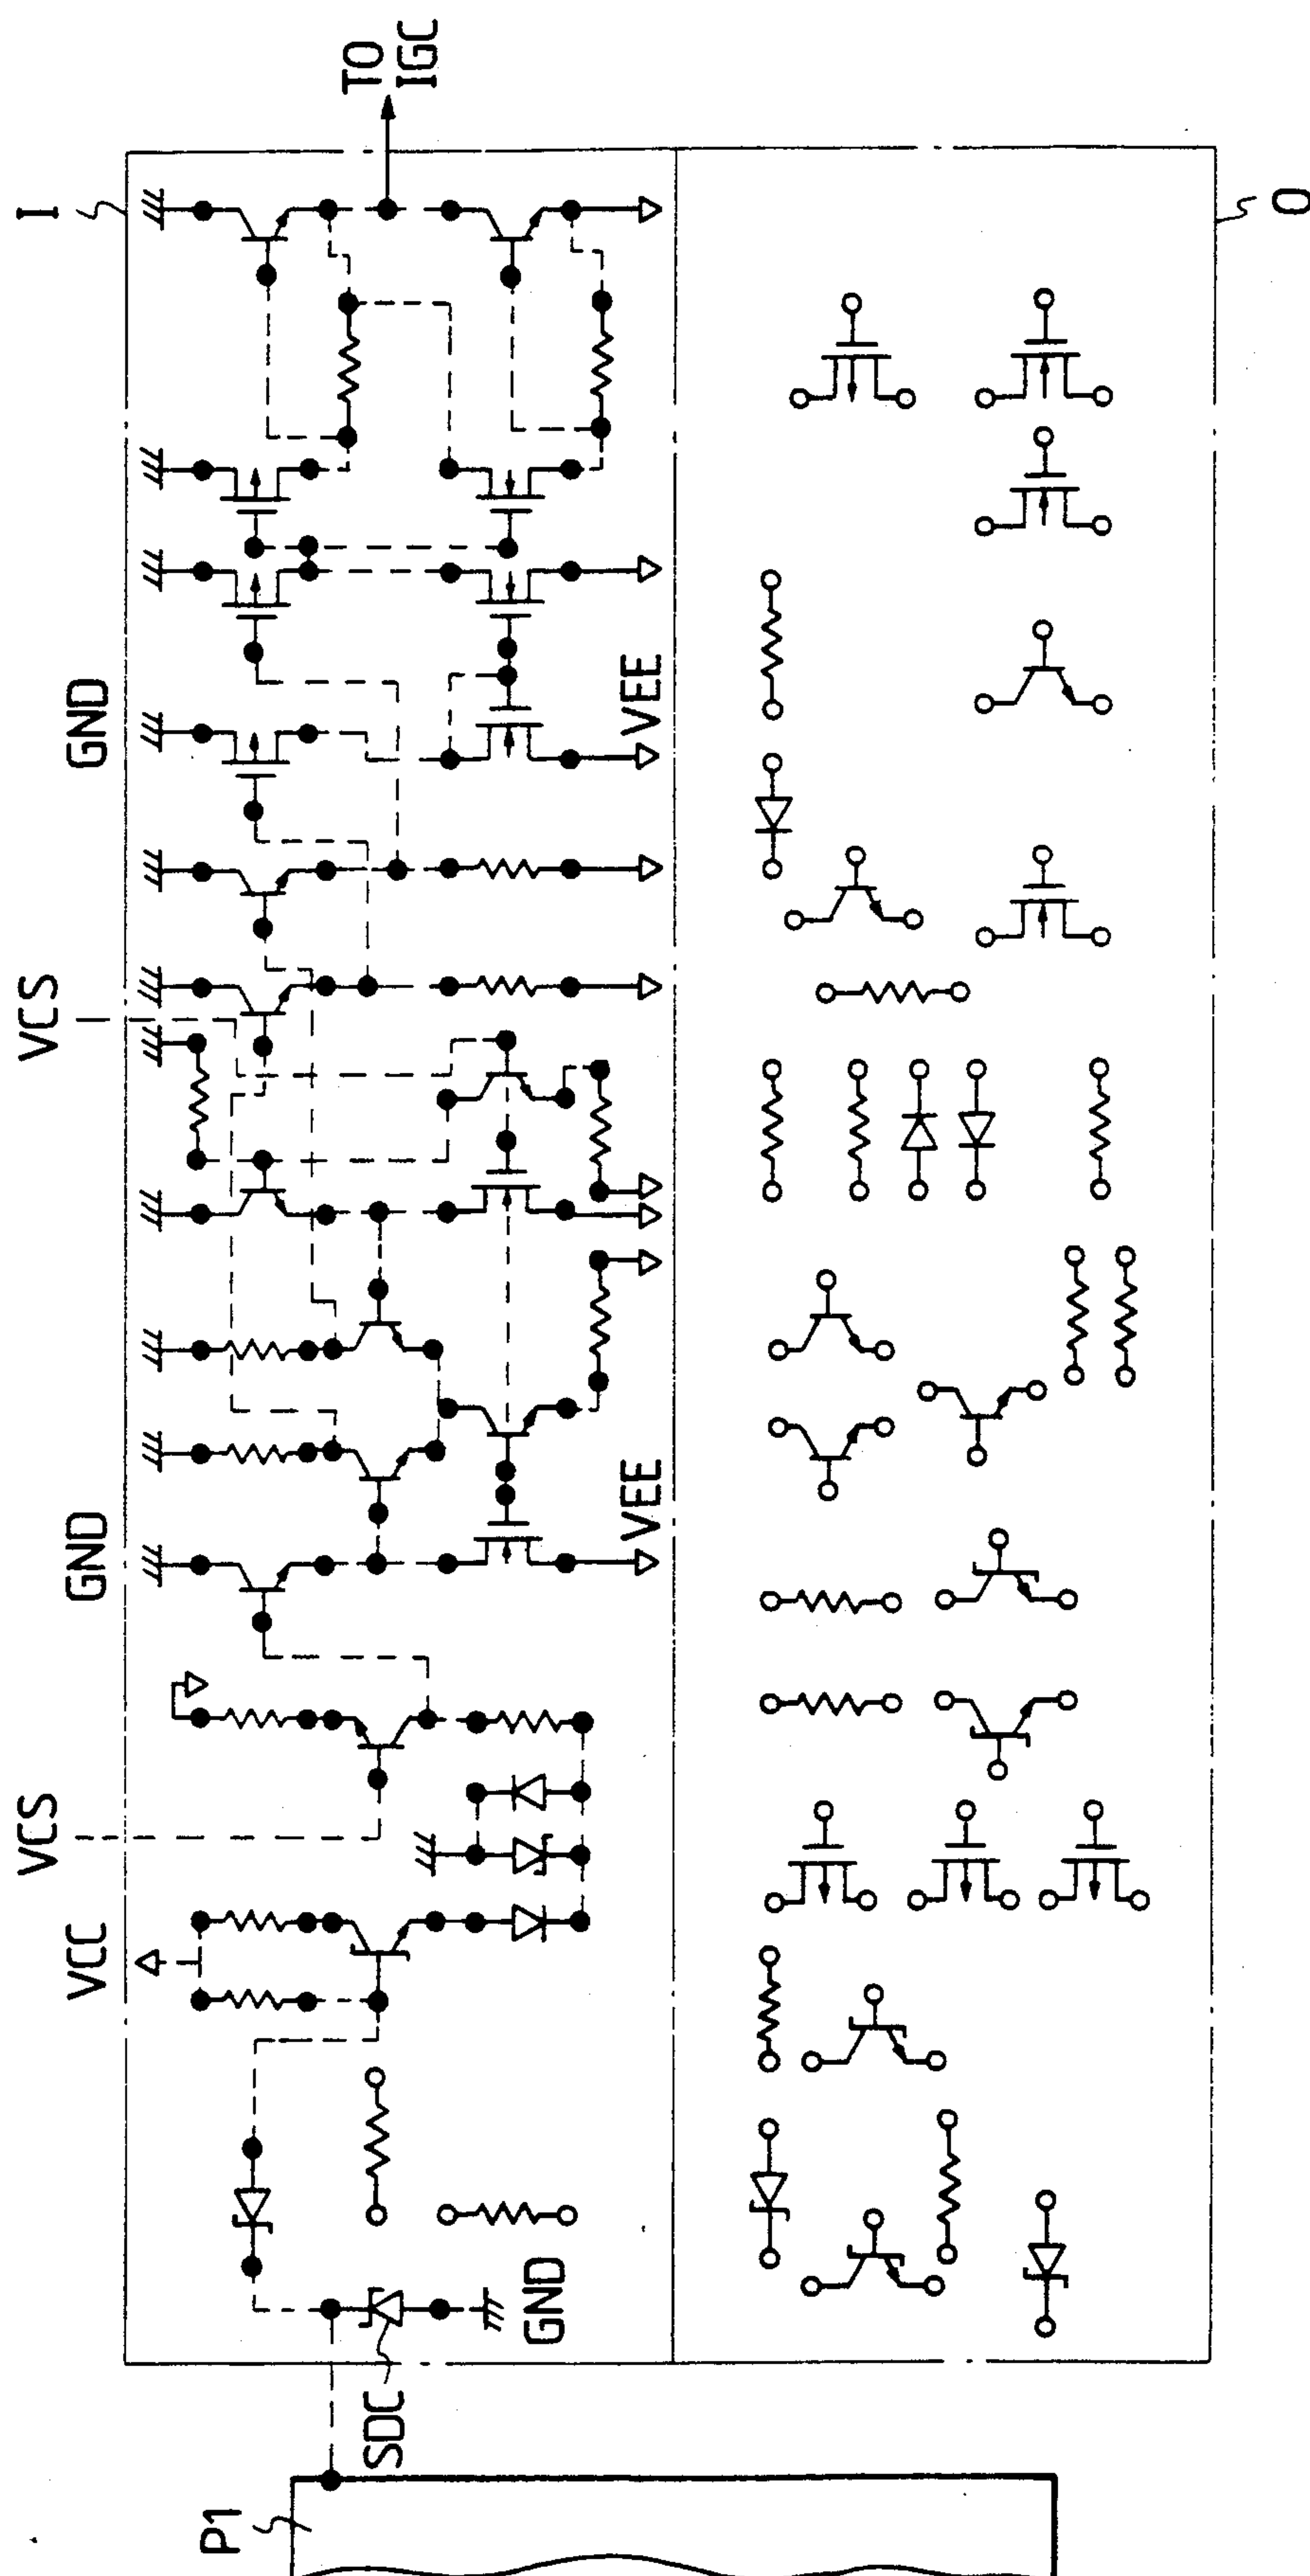 P1
SDC
GND
VCC
VCS
GND
VEE
VCS
GND
VEE
I
TO
IGC
O